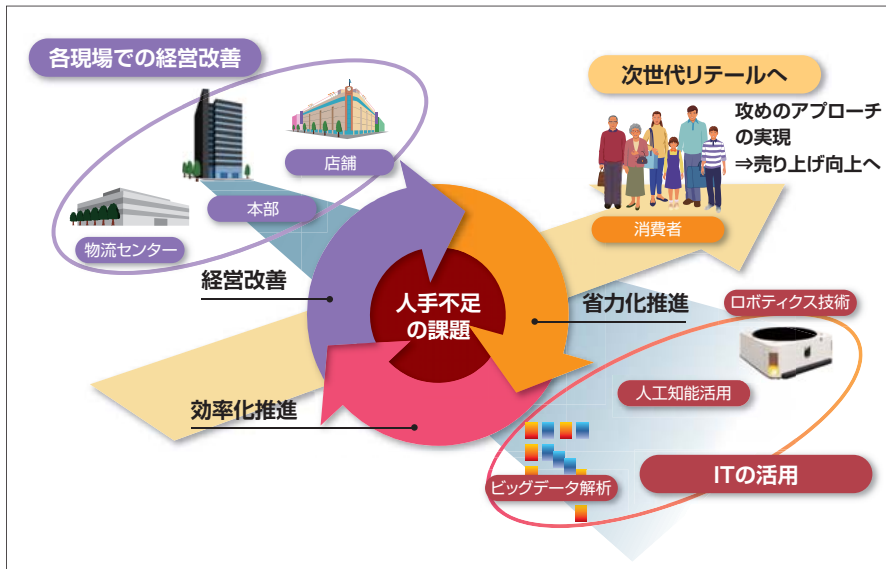 各現場での経営改善
店舗
本部
物流センター
次世代リテールへ
攻めのアプローチ
の実現
⇒売り上げ向上へ
消費者
経営改善
人手不足
の課題
省力化推進
効率化推進
ロボティクス技術
人工知能活用
ビッグデータ解析
ITの活用